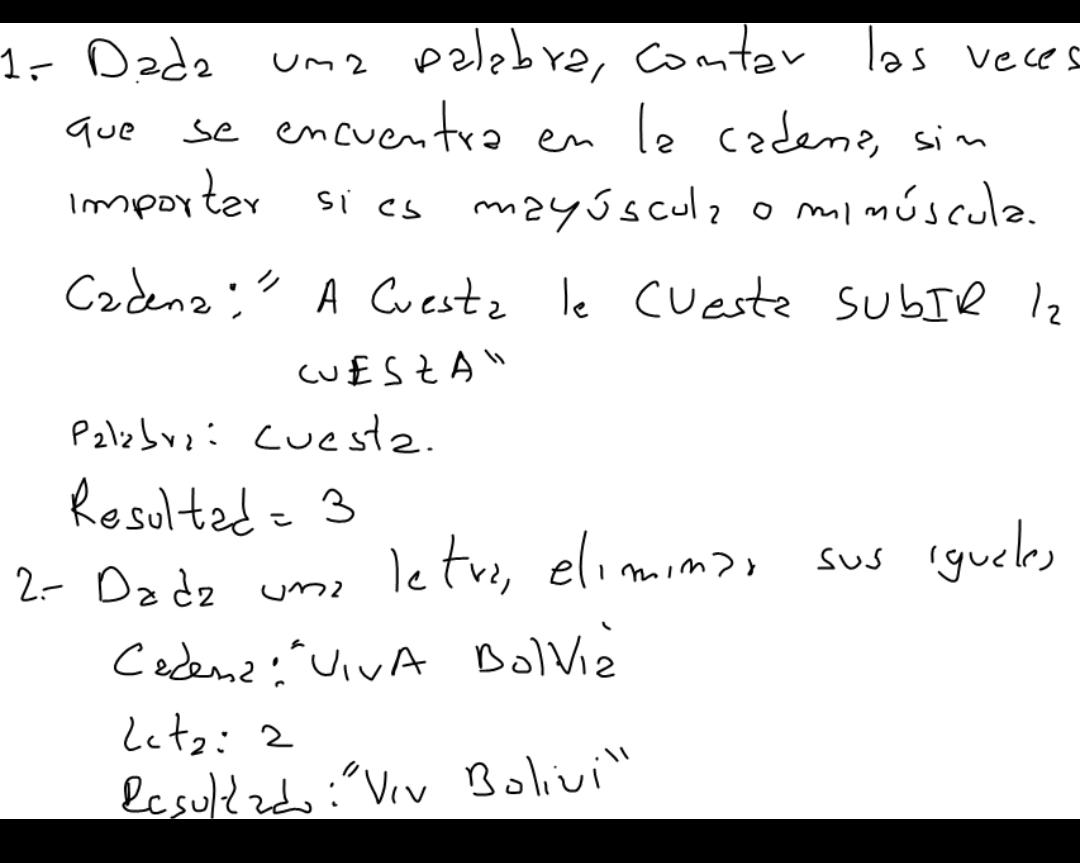 1.- Dada una palabra, contar las veces
que se encuentra en la cadena, sin
importar si es mayúscula o minúscula.
Cadena: " A Cuesta le CUesta SUbIR la
cuEStA"
Palabra: cuesta.
Resultad = 3
2.- Dada una letra, eliminar sus iguales
Cadena: "VivA BolVia
Leta: a
Resultado: "Viv Bolivi"